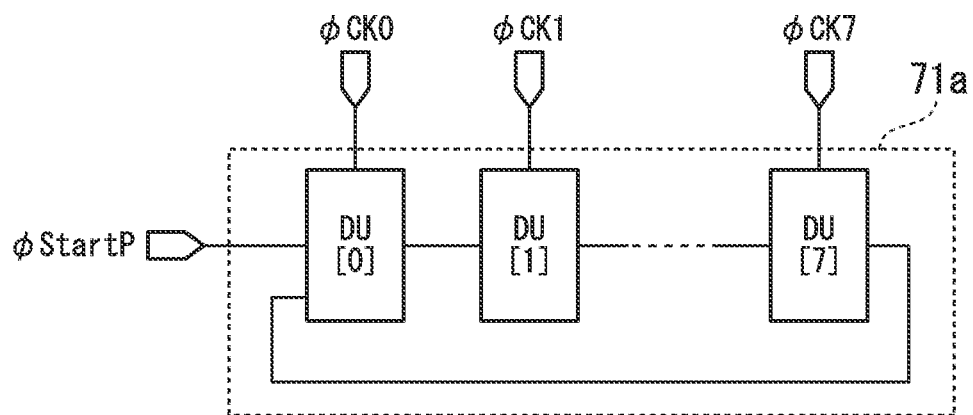 φCK0 φCK1 φCK7
71a
φStartP
DU
[0]
DU
[1]
DU
[7]